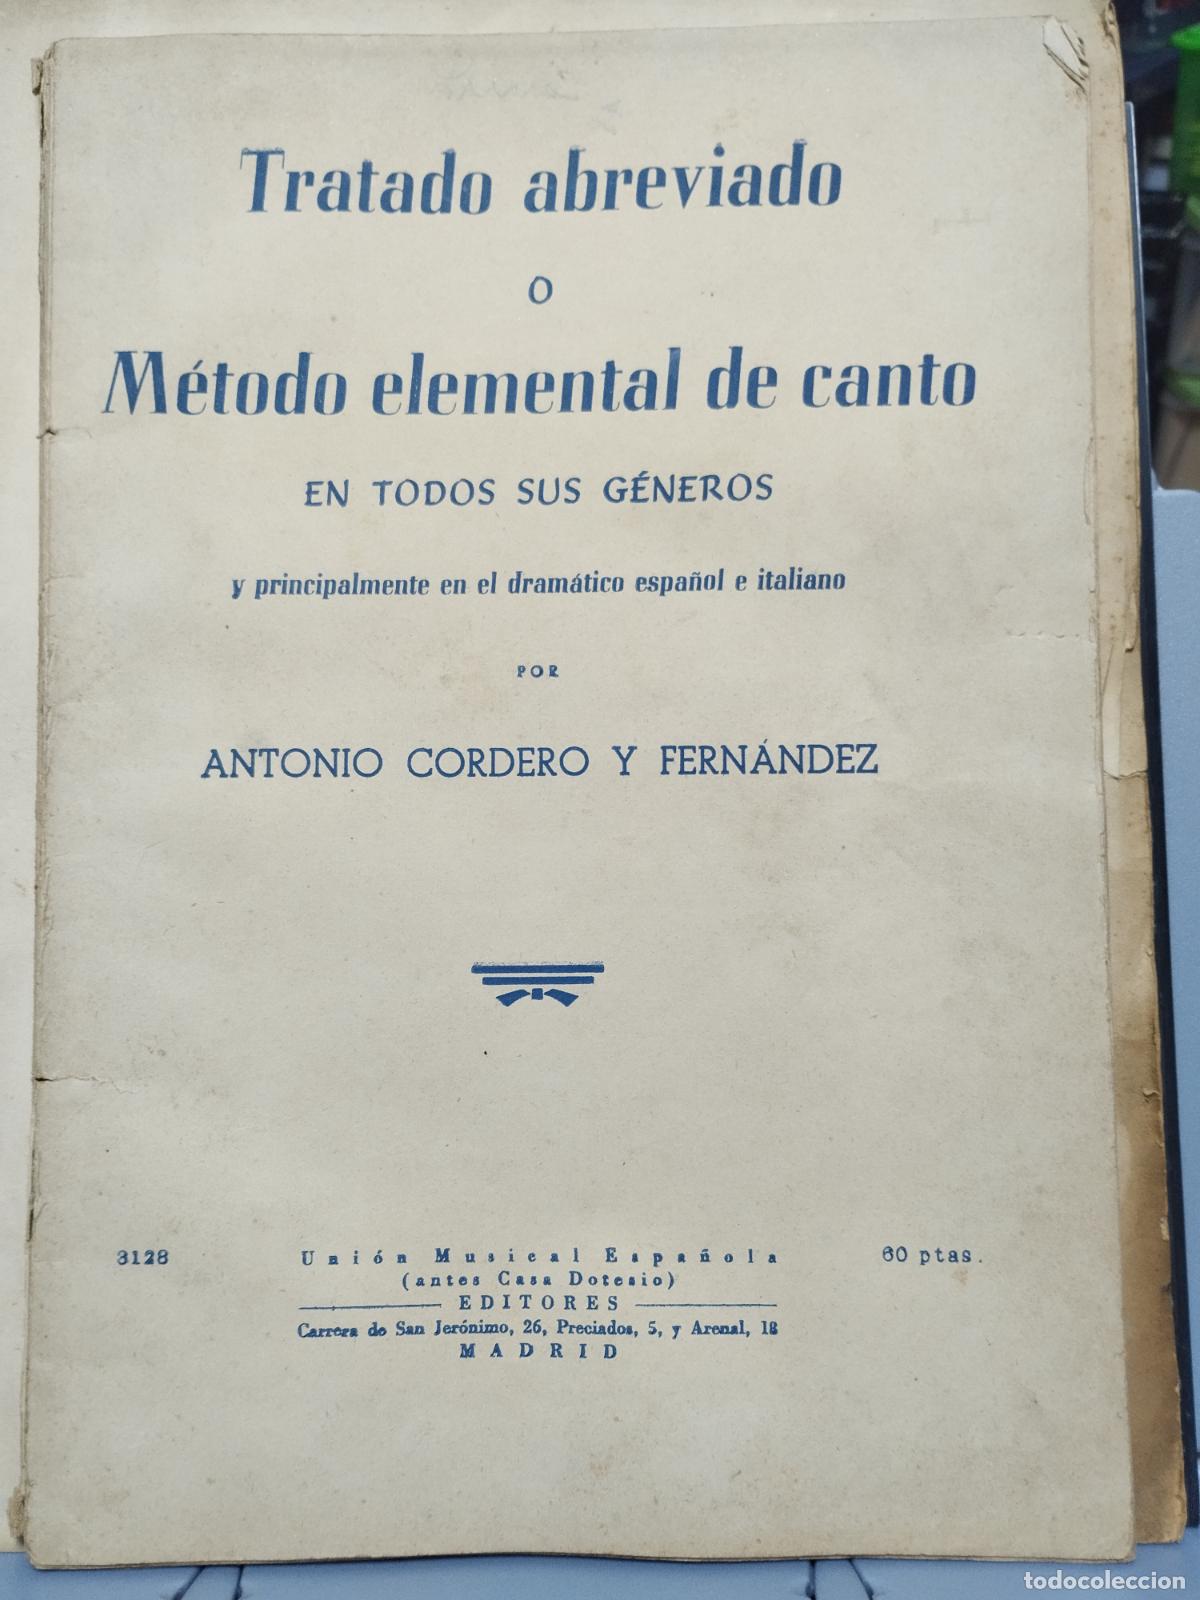 Tratado abreviado
O
Método elemental de canto
EN TODOS SUS GÉNEROS
y principalmente en el dramático español e italiano
POR
ANTONIO CORDERO Y FERNÁNDEZ
3128
Unión Musical Española
60 ptas.
(antes Casa Dotesio)
EDITORES
Carrera de San Jerónimo, 26, Preciados, 5, y Arenal, 18
MADRID
todocoleccion